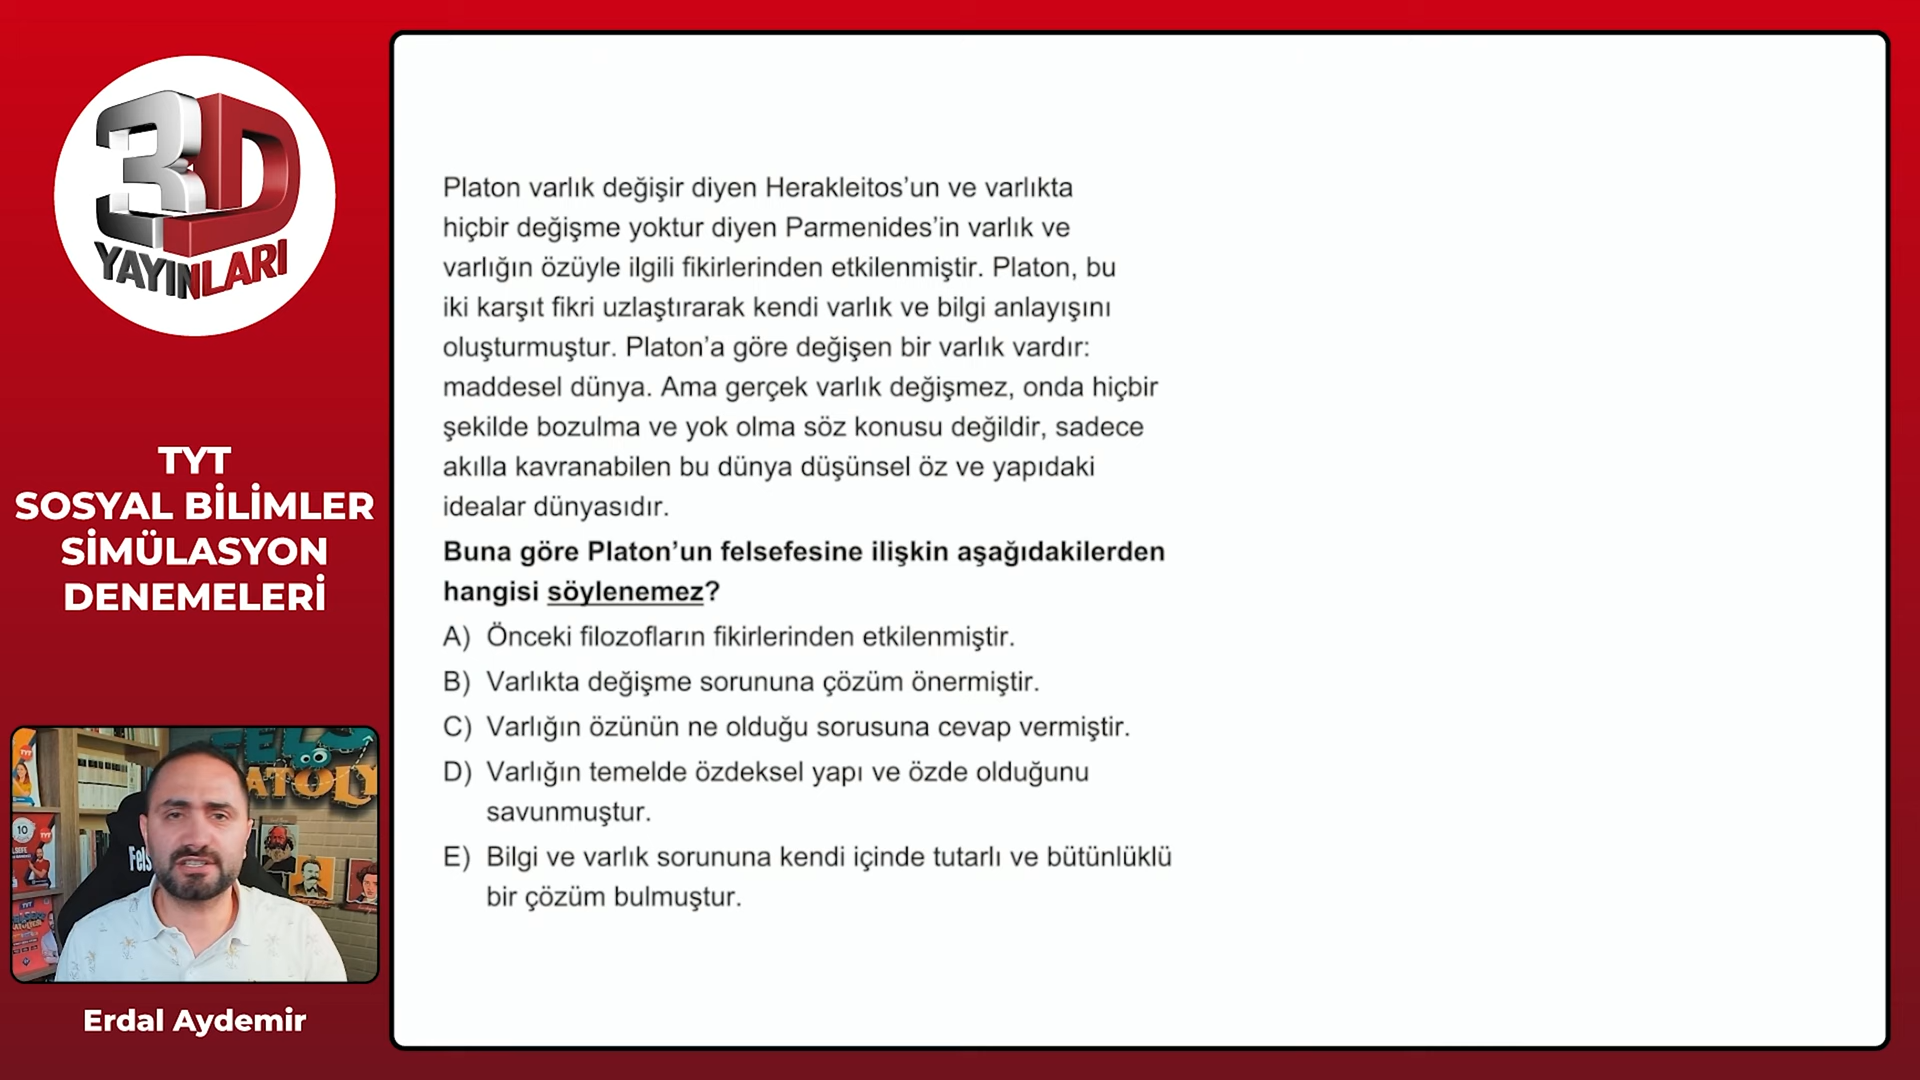 3D
YAYINLARI
TYT
SOSYAL BİLİMLER
SİMÜLASYON
DENEMELERİ
Erdal Aydemir
Platon varlık değişir diyen Herakleitos’un ve varlıkta
hiçbir değişme yoktur diyen Parmenides’in varlık ve
varlığın özüyle ilgili fikirlerinden etkilenmiştir. Platon, bu
iki karşıt fikri uzlaştırarak kendi varlık ve bilgi anlayışını
oluşturmuştur. Platon’a göre değişen bir varlık vardır:
maddesel dünya. Ama gerçek varlık değişmez, onda hiçbir
şekilde bozulma ve yok olma söz konusu değildir, sadece
akılla kavranabilen bu dünya düşünsel öz ve yapıdaki
idealar dünyasıdır.
Buna göre Platon’un felsefesine ilişkin aşağıdakilerden
hangisi söylenemez?
A) Önceki filozofların fikirlerinden etkilenmiştir.
B) Varlıkta değişme sorununa çözüm önermiştir.
C) Varlığın özünün ne olduğu sorusuna cevap vermiştir.
D) Varlığın temelde özdeksel yapı ve özde olduğunu
savunmuştur.
E) Bilgi ve varlık sorununa kendi içinde tutarlı ve bütünlüklü
bir çözüm bulmuştur.